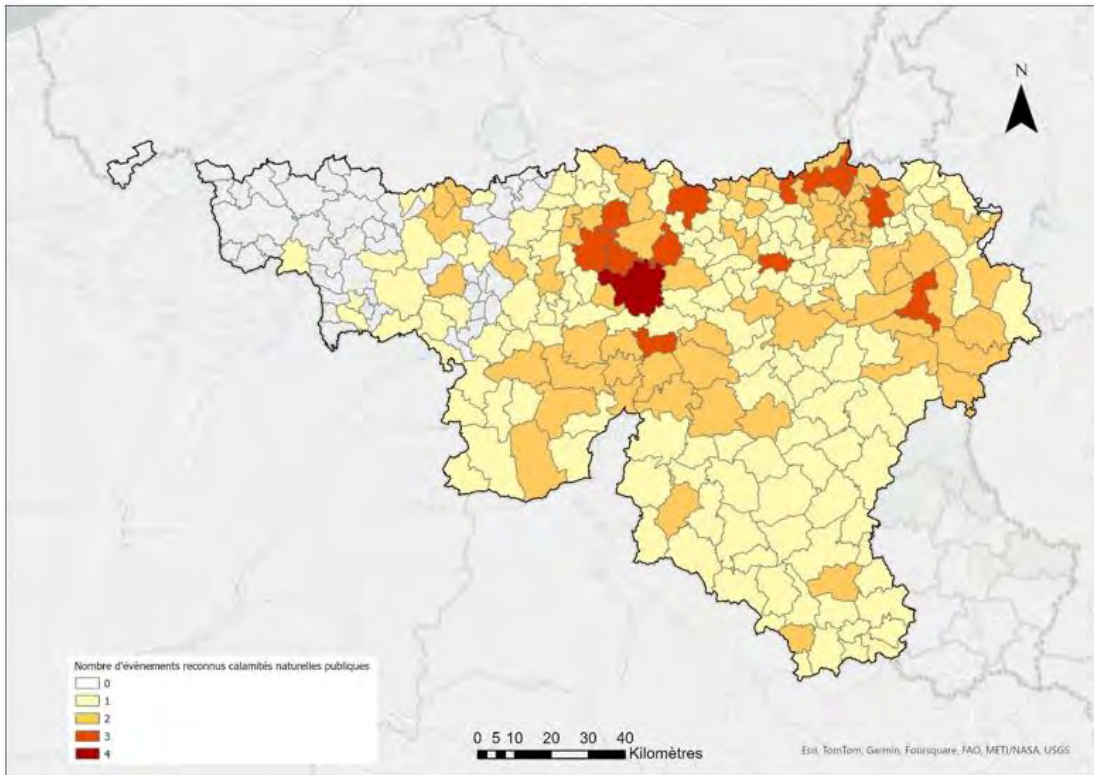 N
Nombre d'évènements reconnus calamités naturelles publiques
0
1
2
3
4
0 5 10 20 30 40
Kilomètres
Esri, TomTom, Garmin, Foursquare, FAO, METI/NASA, USGS